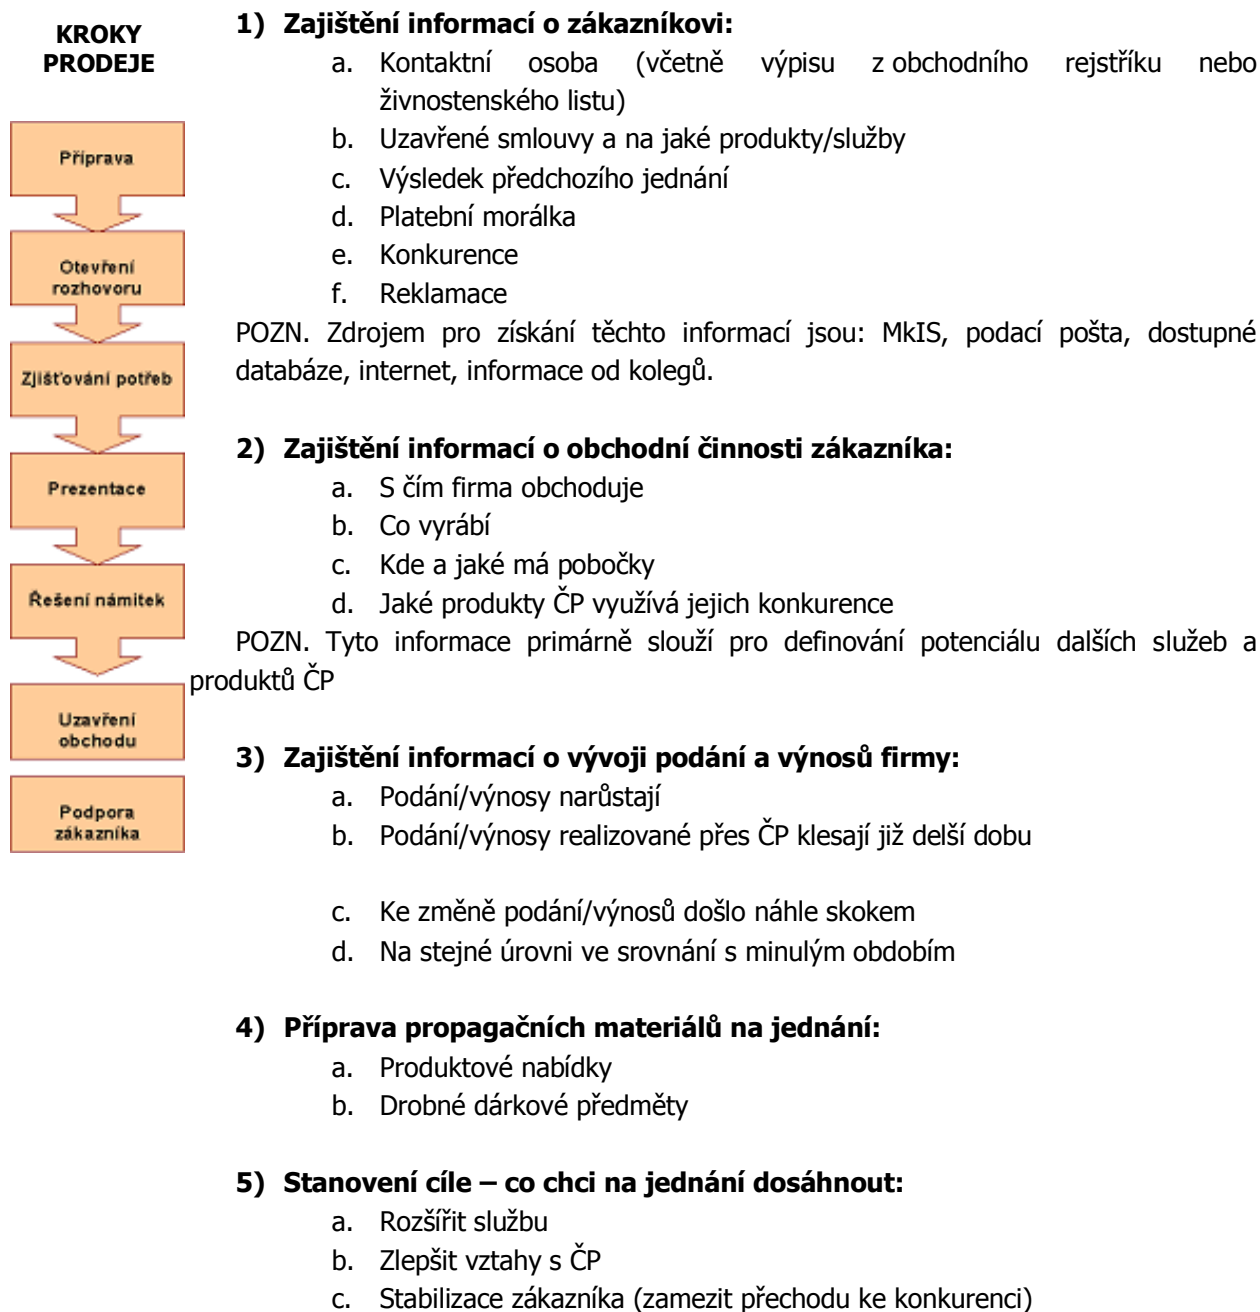 KROKY
PRODEJE
Příprava
Otevření
rozhovoru
Zjišťování potřeb
Prezentace
Řešení námitek
Uzavření
obchodu
Podpora
zákazníka
1) Zajištění informací o zákazníkovi:
a. Kontaktní osoba (včetně výpisu z obchodního rejstříku nebo
živnostenského listu)
b. Uzavřené smlouvy a na jaké produkty/služby
c. Výsledek předchozího jednání
d. Platební morálka
e. Konkurence
f. Reklamace
POZN. Zdrojem pro získání těchto informací jsou: MkIS, podací pošta, dostupné
databáze, internet, informace od kolegů.
2) Zajištění informací o obchodní činnosti zákazníka:
a. S čím firma obchoduje
b. Co vyrábí
c. Kde a jaké má pobočky
d. Jaké produkty ČP využívá jejich konkurence
POZN. Tyto informace primárně slouží pro definování potenciálu dalších služeb a
produktů ČP
3) Zajištění informací o vývoji podání a výnosů firmy:
a. Podání/výnosy narůstají
b. Podání/výnosy realizované přes ČP klesají již delší dobu
c. Ke změně podání/výnosů došlo náhle skokem
d. Na stejné úrovni ve srovnání s minulým obdobím
4) Příprava propagačních materiálů na jednání:
a. Produktové nabídky
b. Drobné dárkové předměty
5) Stanovení cíle – co chci na jednání dosáhnout:
a. Rozšířit službu
b. Zlepšit vztahy s ČP
c. Stabilizace zákazníka (zamezit přechodu ke konkurenci)